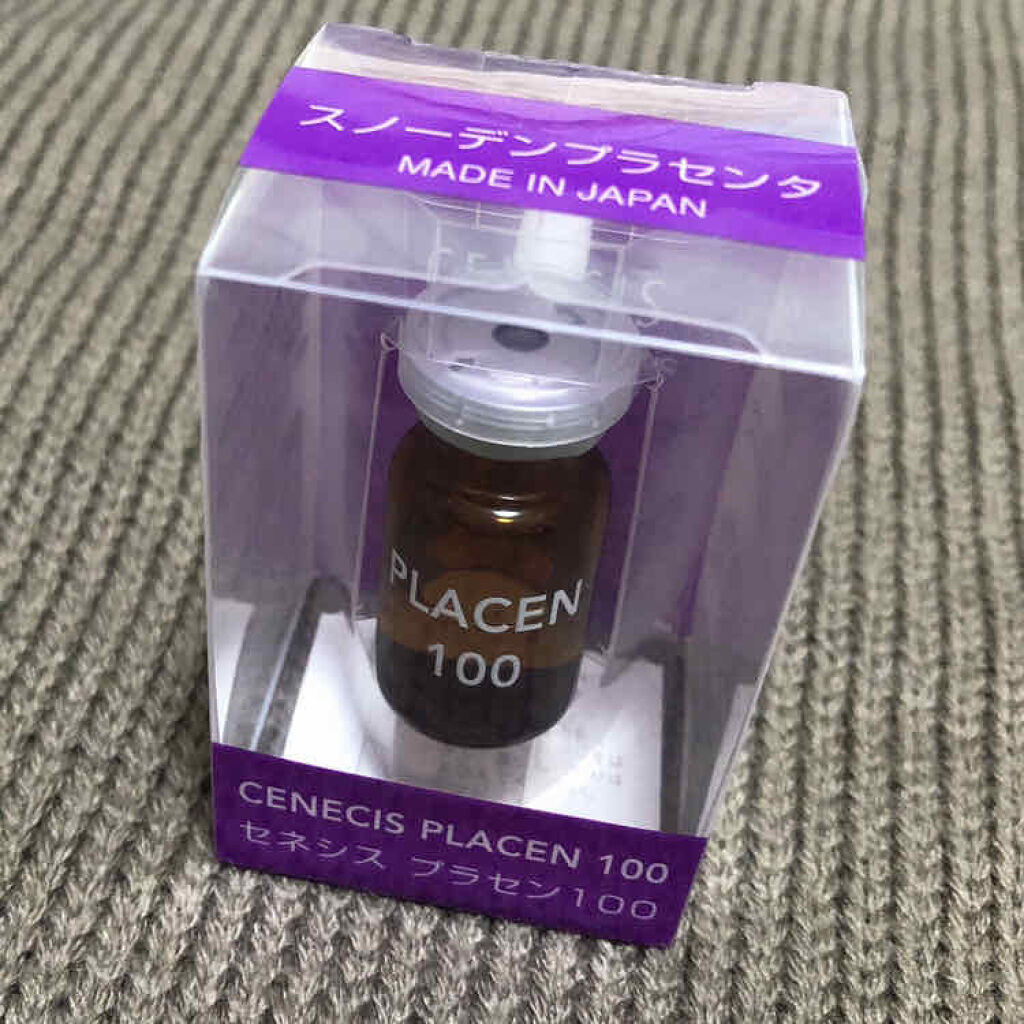 スノーデンプラセンタ
MADE IN JAPAN
PLACEN
100
CENECIS PLACEN 100
セネシス プラセン100